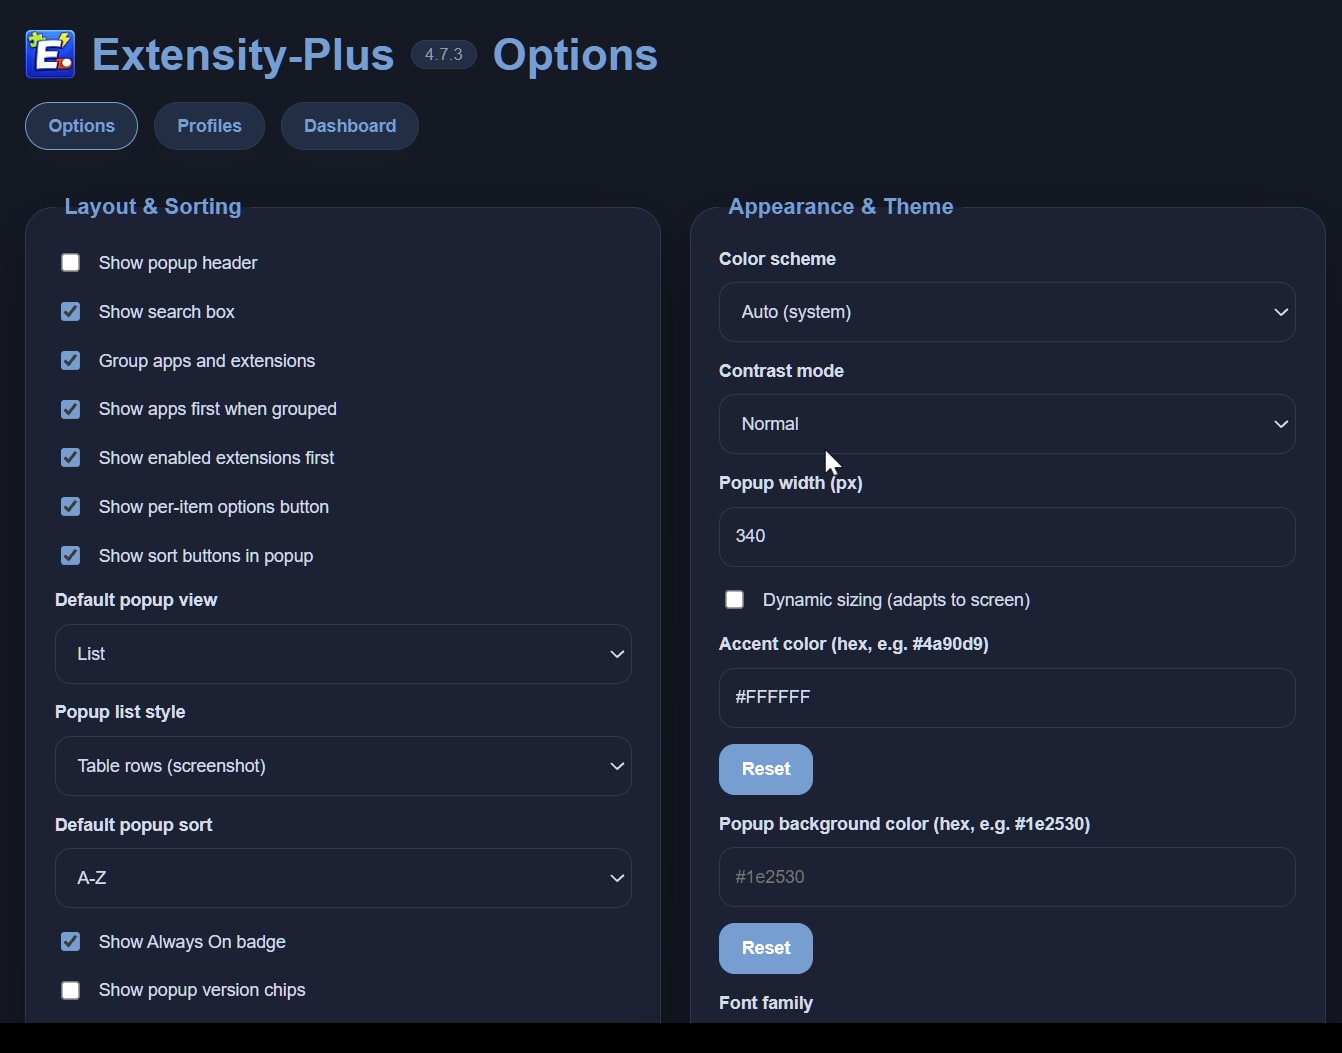 Extensity-Plus 4.7.3 Options
Options
Profiles
Dashboard
Layout & Sorting
Show popup header
Show search box
Group apps and extensions
Show apps first when grouped
Show enabled extensions first
Show per-item options button
Show sort buttons in popup
Default popup view
List
Popup list style
Table rows (screenshot)
Default popup sort
A-Z
Show Always On badge
Show popup version chips
Appearance & Theme
Color scheme
Auto (system)
Contrast mode
Normal
Popup width (px)
340
Dynamic sizing (adapts to screen)
Accent color (hex, e.g. #4a90d9)
#FFFFFF
Reset
Popup background color (hex, e.g. #1e2530)
#1e2530
Reset
Font family